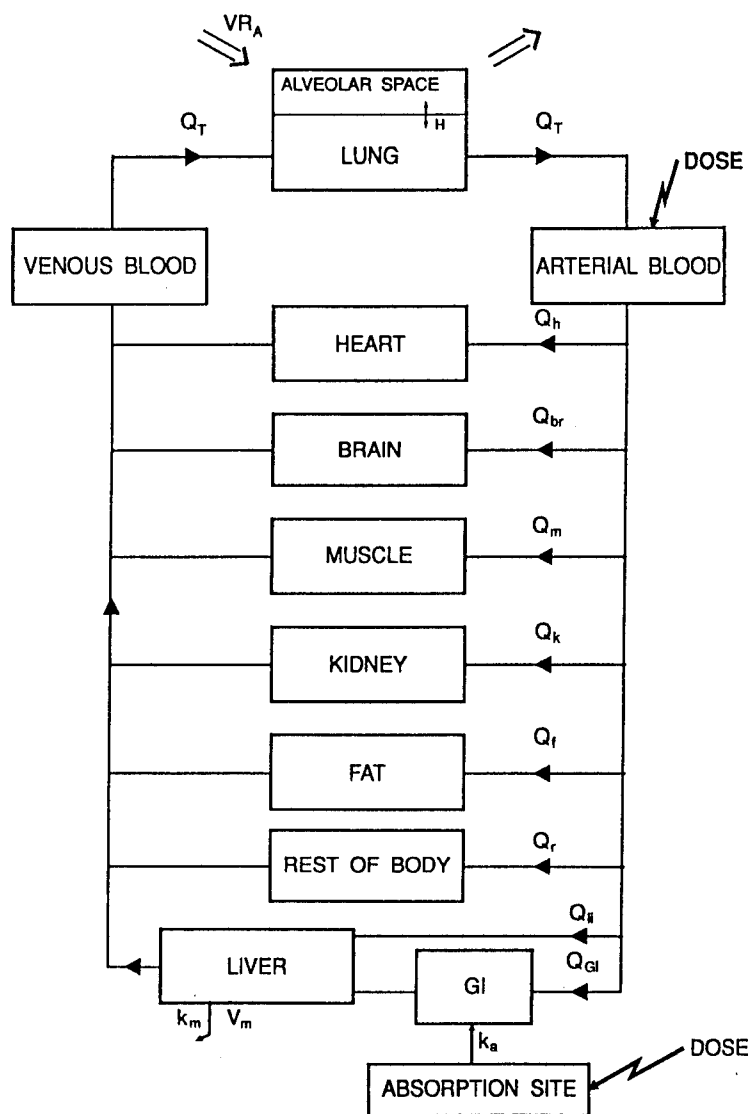 VR_A
ALVEOLAR SPACE
H
Q_T
LUNG
Q_T
DOSE
VENOUS BLOOD
ARTERIAL BLOOD
Q_h
HEART
Q_br
BRAIN
Q_m
MUSCLE
Q_k
KIDNEY
Q_f
FAT
Q_r
REST OF BODY
Q_li
LIVER
Q_GI
GI
k_m V_m
k_a
DOSE
ABSORPTION SITE